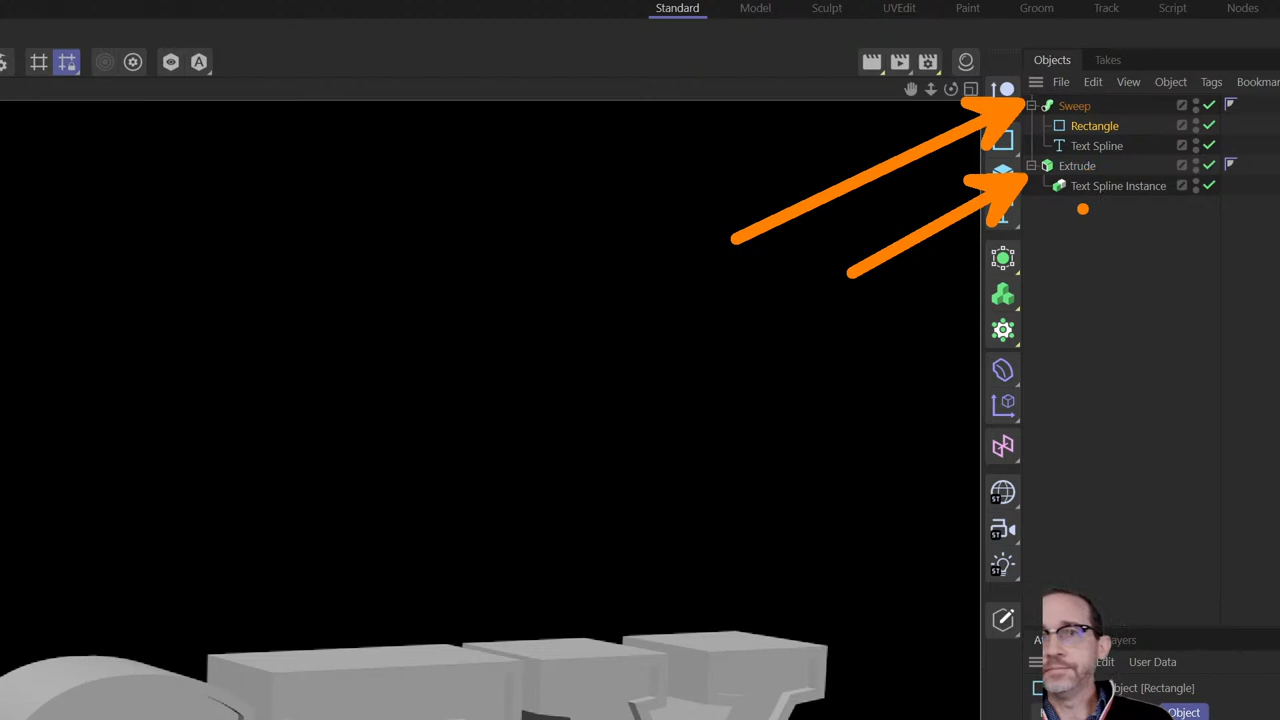 Standard Model Sculpt UVEdit Paint Groom Track Script Nodes
Objects Takes
File Edit View Object Tags Bookmar
Sweep
Rectangle
Text Spline
Extrude
Text Spline Instance
ayers
Edit User Data
bject [Rectangle]
Object